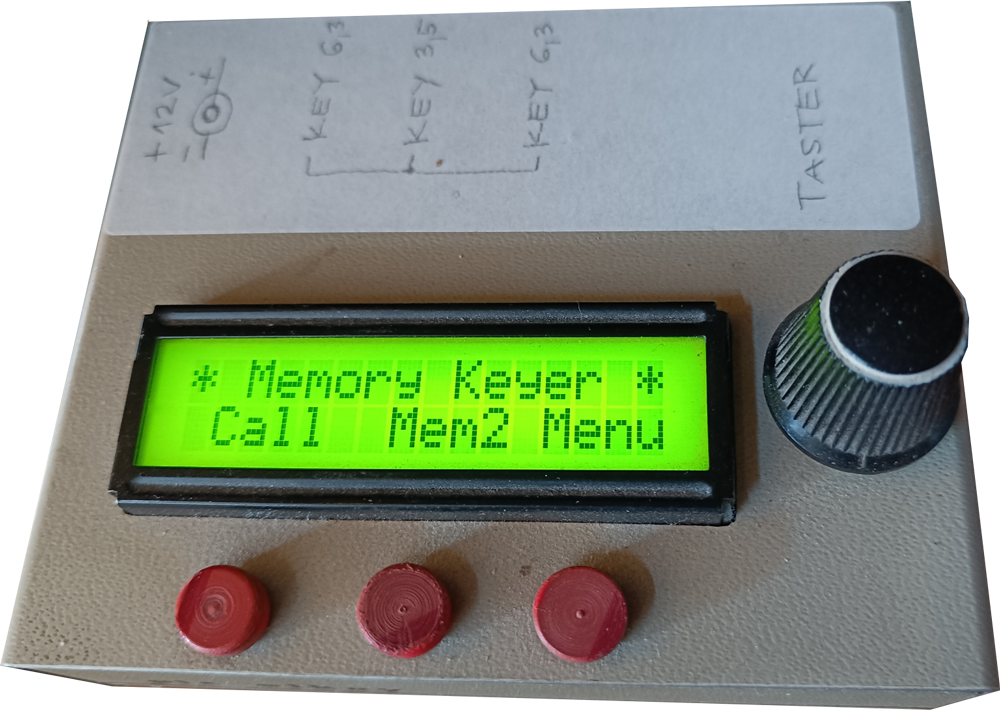 +12V
- +
KEY 6,3
KEY 3,5
KEY 6,3
TASTER
* Memory Keyer *
Call Mem2 Menu